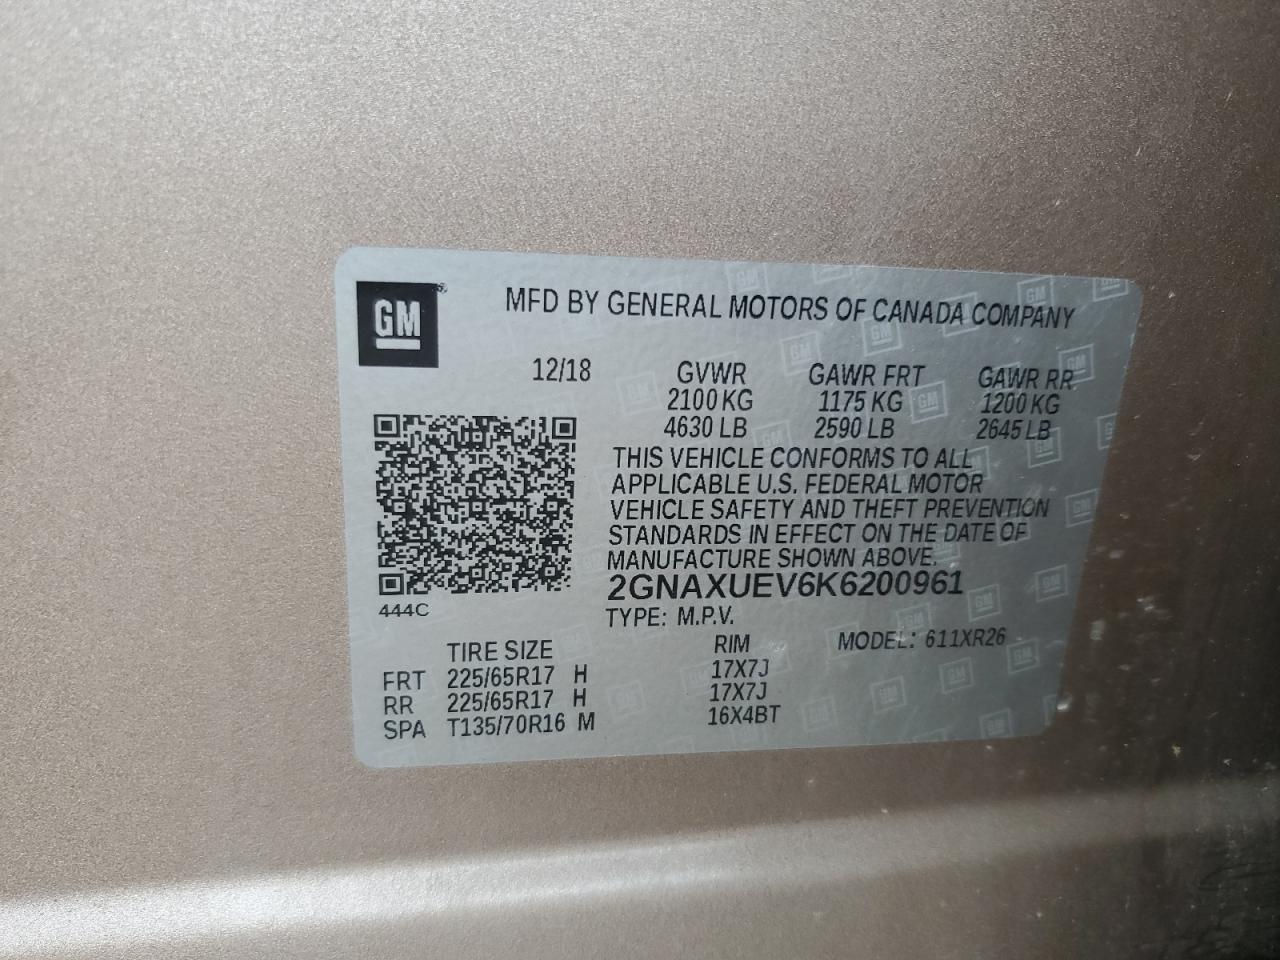 GM
MFD BY GENERAL MOTORS OF CANADA COMPANY
12/18 GVWR GAWR FRT GAWR RR
2100 KG 1175 KG 1200 KG
4630 LB 2590 LB 2645 LB
THIS VEHICLE CONFORMS TO ALL
APPLICABLE U.S. FEDERAL MOTOR
VEHICLE SAFETY AND THEFT PREVENTION
STANDARDS IN EFFECT ON THE DATE OF
MANUFACTURE SHOWN ABOVE.
2GNAXUEV6K6200961
444C
TYPE: M.P.V. MODEL: 611XR26
TIRE SIZE RIM
FRT 225/65R17 H 17X7J
RR 225/65R17 H 17X7J
SPA T135/70R16 M 16X4BT